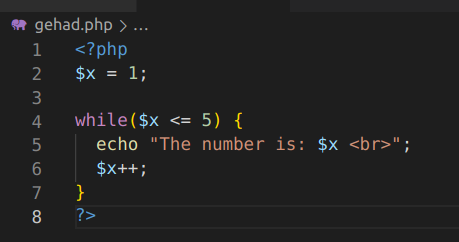 gehad.php > ...
1 <?php
2 $x = 1;
3
4 while($x <= 5) {
5   echo "The number is: $x <br>";
6   $x++;
7 }
8 ?>